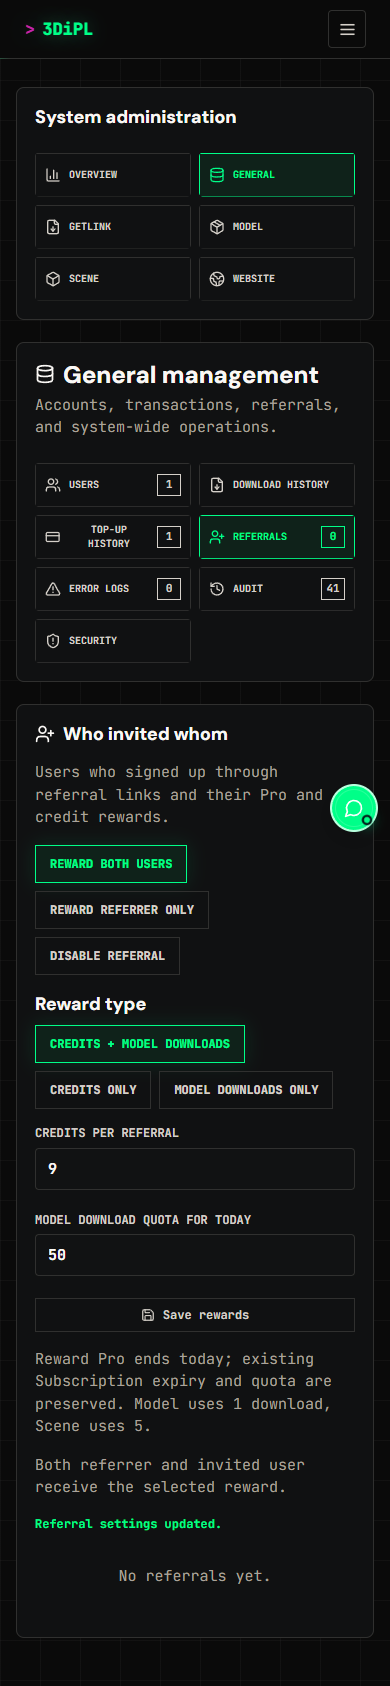 > 3DiPL
System administration
OVERVIEW
GENERAL
GETLINK
MODEL
SCENE
WEBSITE
General management
Accounts, transactions, referrals,
and system-wide operations.
USERS 1
DOWNLOAD HISTORY
TOP-UP
HISTORY 1
REFERRALS 0
ERROR LOGS 0
AUDIT 41
SECURITY
Who invited whom
Users who signed up through
referral links and their Pro and
credit rewards.
REWARD BOTH USERS
REWARD REFERRER ONLY
DISABLE REFERRAL
Reward type
CREDITS + MODEL DOWNLOADS
CREDITS ONLY
MODEL DOWNLOADS ONLY
CREDITS PER REFERRAL
9
MODEL DOWNLOAD QUOTA FOR TODAY
50
Save rewards
Reward Pro ends today; existing
Subscription expiry and quota are
preserved. Model uses 1 download,
Scene uses 5.
Both referrer and invited user
receive the selected reward.
Referral settings updated.
No referrals yet.